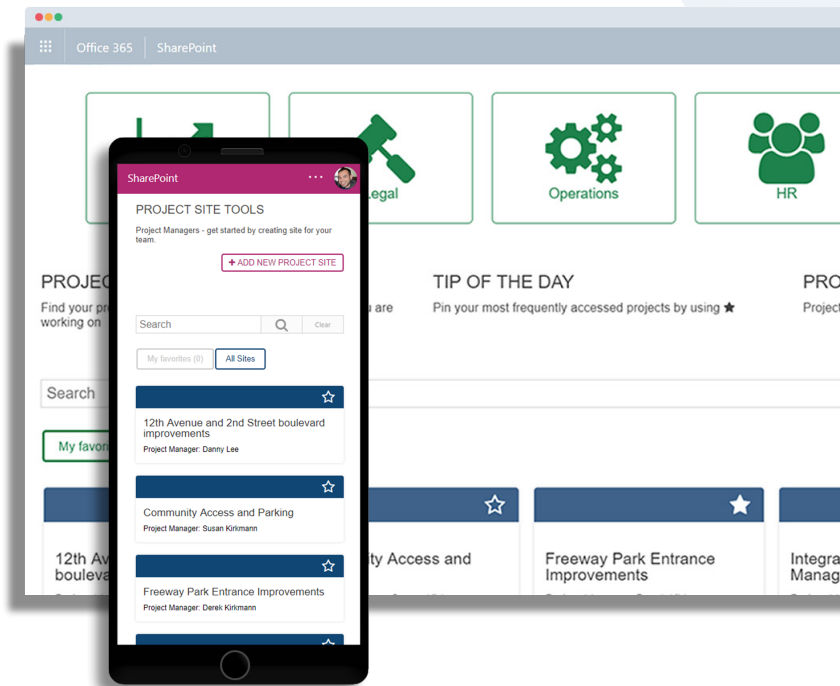 Office 365
SharePoint
Legal
Operations
HR
SharePoint
PROJECT SITE TOOLS
Project Managers - get started by creating site for your
team.
+ ADD NEW PROJECT SITE
Search
Clear
My favorites (0)
All Sites
12th Avenue and 2nd Street boulevard
improvements
Project Manager: Danny Lee
Community Access and Parking
Project Manager: Susan Kirkmann
Freeway Park Entrance Improvements
Project Manager: Derek Kirkmann
PROJEC
Find your pr
working on
are
TIP OF THE DAY
Pin your most frequently accessed projects by using ★
PRO
Project
Search
My favori
12th Av
bouleva
ity Access and
Freeway Park Entrance
Improvements
Integra
Manag